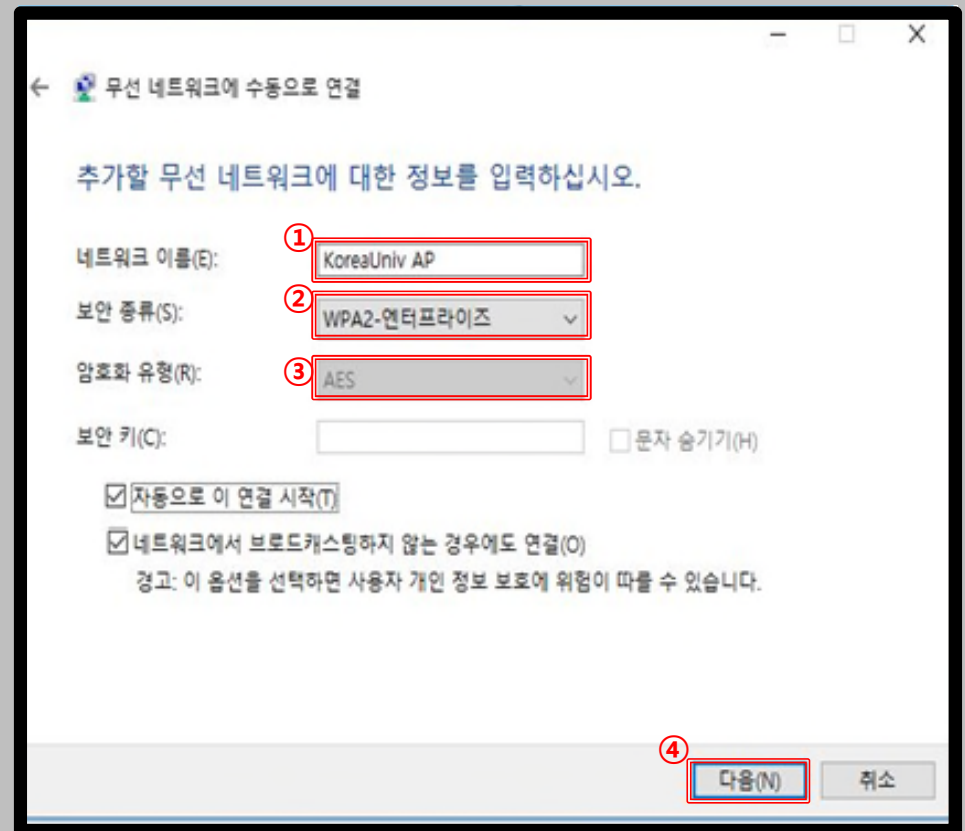 무선 네트워크에 수동으로 연결
추가할 무선 네트워크에 대한 정보를 입력하십시오.
네트워크 이름(E): ① KoreaUniv AP
보안 종류(S): ② WPA2-엔터프라이즈
암호화 유형(R): ③ AES
보안 키(C): 문자 숨기기(H)
자동으로 이 연결 시작(T)
네트워크에서 브로드캐스팅하지 않는 경우에도 연결(O)
경고: 이 옵션을 선택하면 사용자 개인 정보 보호에 위험이 따를 수 있습니다.
④ 다음(N) 취소